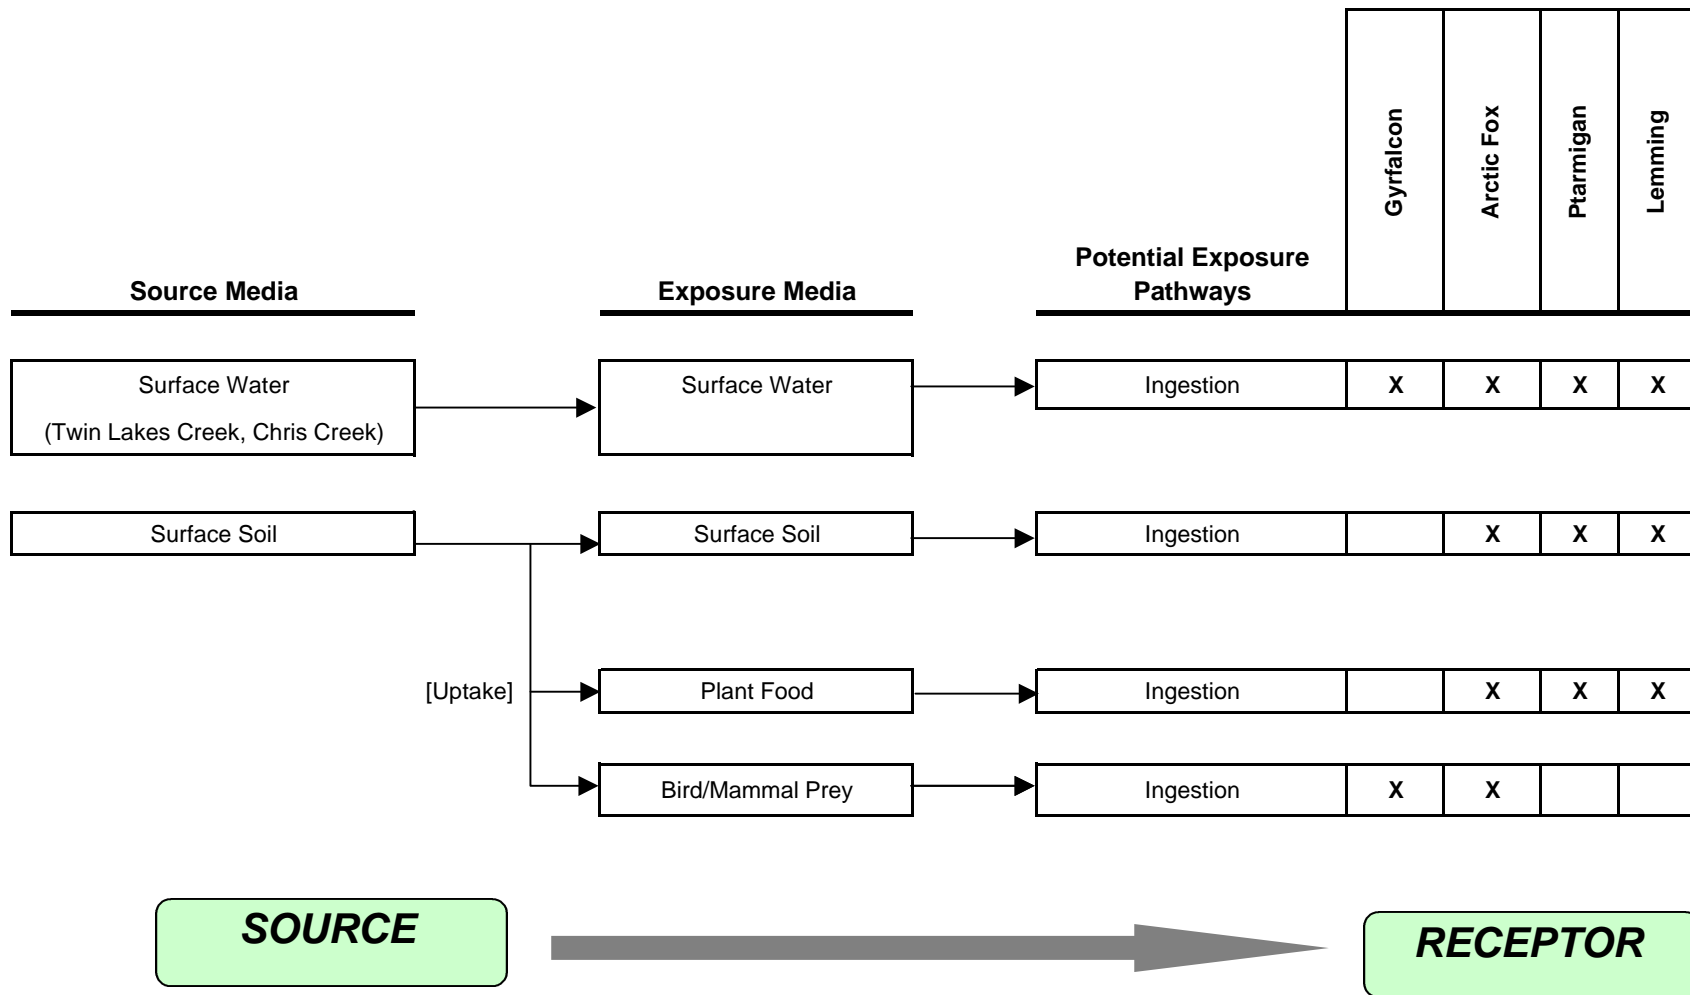 Gyrfalcon
Arctic Fox
Ptarmigan
Lemming
Source Media
Exposure Media
Potential Exposure
Pathways
Surface Water
(Twin Lakes Creek, Chris Creek)
Surface Water
Ingestion
X
X
X
X
Surface Soil
Surface Soil
Ingestion
X
X
X
[Uptake]
Plant Food
Ingestion
X
X
X
Bird/Mammal Prey
Ingestion
X
X
SOURCE
RECEPTOR